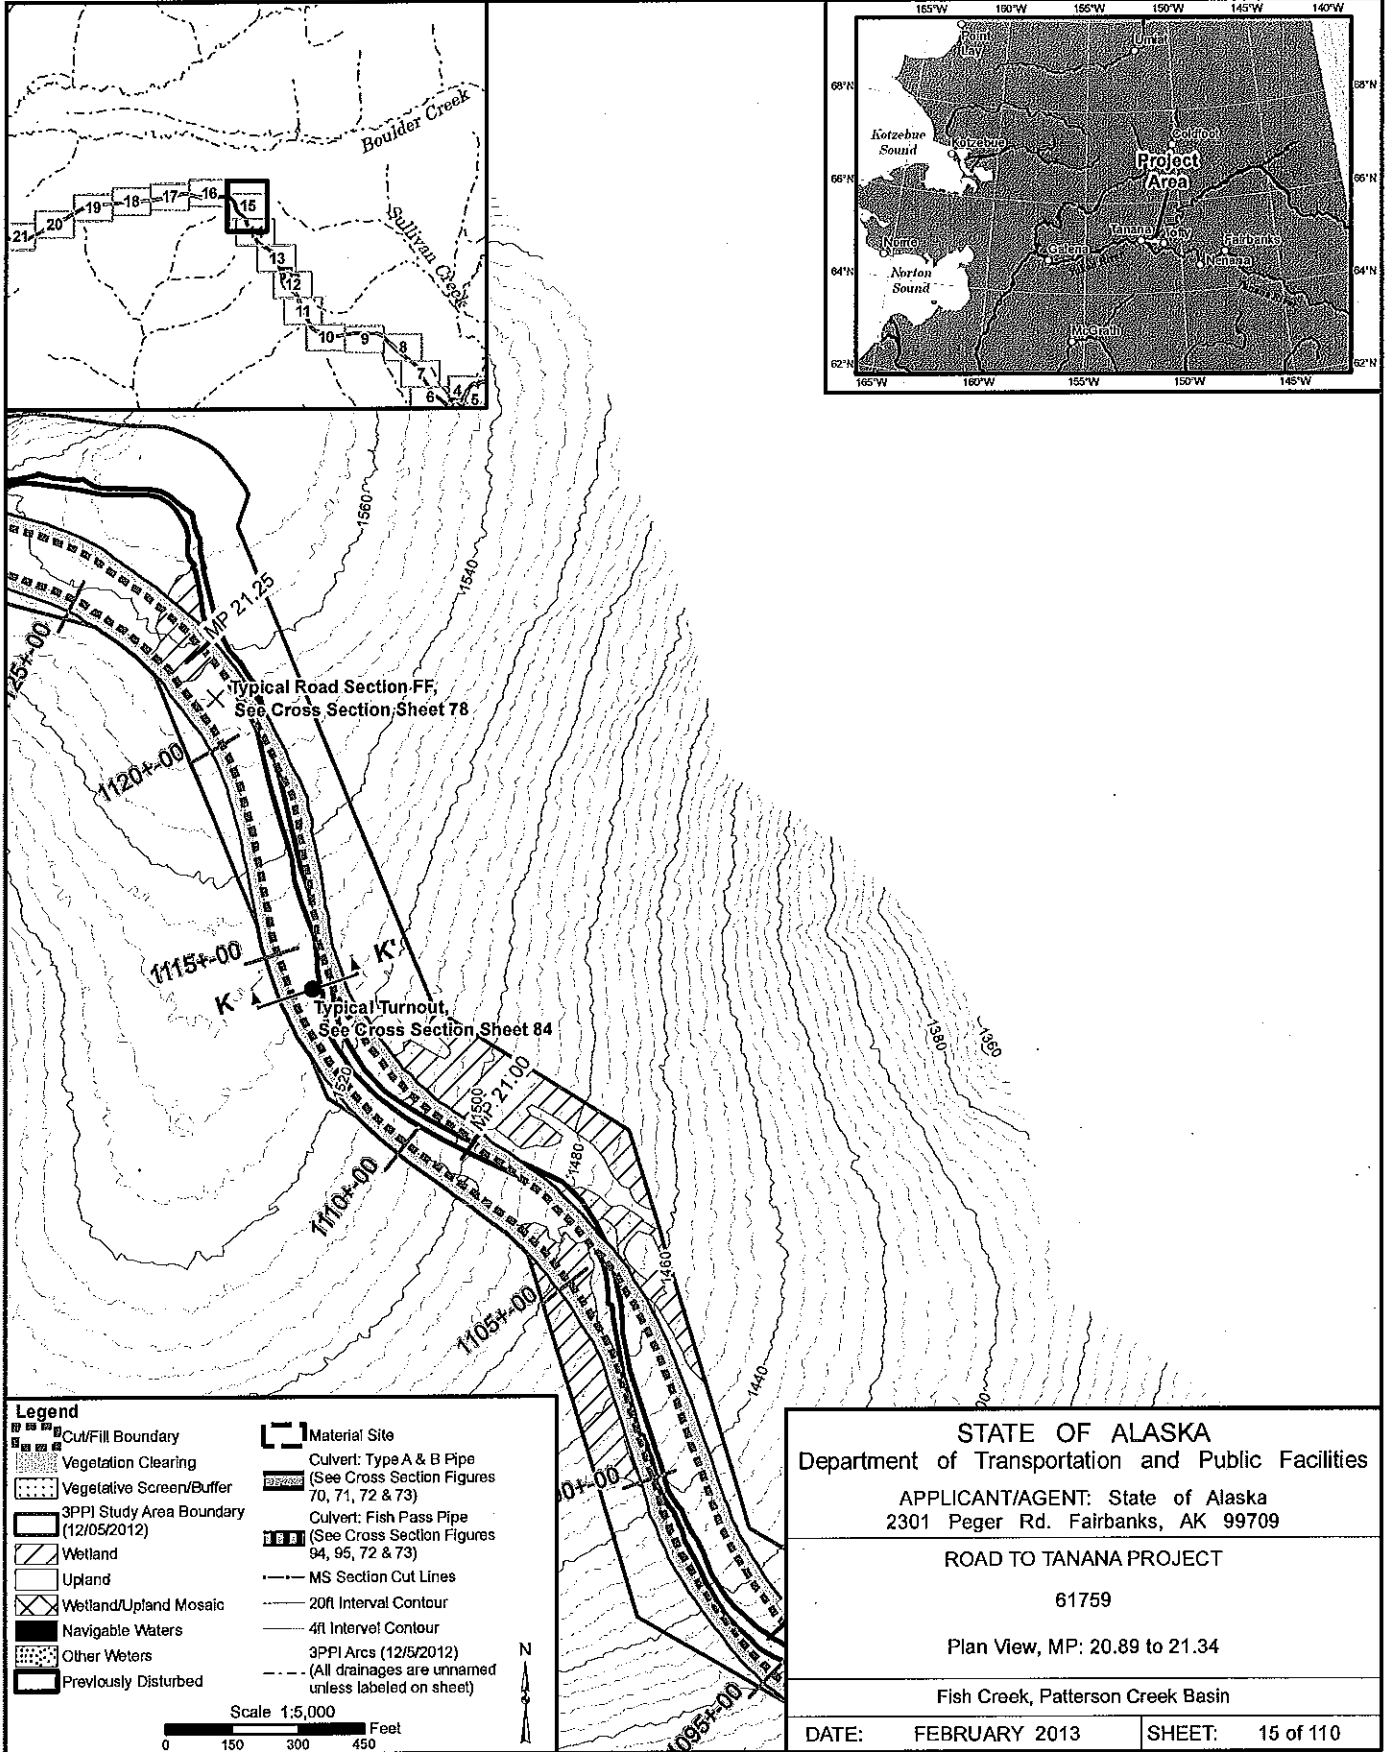 Boulder Creek
Sullivan Creek
21
20
19
18
17
16
15
13
12
11
10
9
8
7
6
4
5
165°W
160°W
155°W
150°W
145°W
140°W
68°N
66°N
64°N
62°N
68°N
66°N
64°N
62°N
165°W
160°W
155°W
150°W
145°W
Point
Lay
Umiat
Kotzebue
Sound
Kotzebue
Coldfoot
Project
Area
Tanana
Tofty
Fairbanks
Nome
Galena
Nenana
Norton
Sound
McGrath
1560
1540
MP 21.25
125+00
Typical Road Section FF,
See Cross Section Sheet 78
1120+00
1115+00
K
K'
Typical Turnout,
See Cross Section Sheet 84
1520
1500
MP 21.00
1380
1360
1480
1110+00
1460
1105+00
1440
00+00
1095+00
Legend
Cut/Fill Boundary
Vegetation Clearing
Vegetative Screen/Buffer
3PPI Study Area Boundary
(12/05/2012)
Wetland
Upland
Wetland/Upland Mosaic
Navigable Waters
Other Waters
Previously Disturbed
Material Site
Culvert: Type A & B Pipe
(See Cross Section Figures
70, 71, 72 & 73)
Culvert: Fish Pass Pipe
(See Cross Section Figures
94, 95, 72 & 73)
MS Section Cut Lines
20ft Interval Contour
4ft Interval Contour
3PPI Arcs (12/5/2012)
(All drainages are unnamed
unless labeled on sheet)
N
Scale 1:5,000
Feet
0 150 300 450
STATE OF ALASKA
Department of Transportation and Public Facilities
APPLICANT/AGENT: State of Alaska
2301 Peger Rd. Fairbanks, AK 99709
ROAD TO TANANA PROJECT
61759
Plan View, MP: 20.89 to 21.34
Fish Creek, Patterson Creek Basin
DATE: FEBRUARY 2013
SHEET: 15 of 110